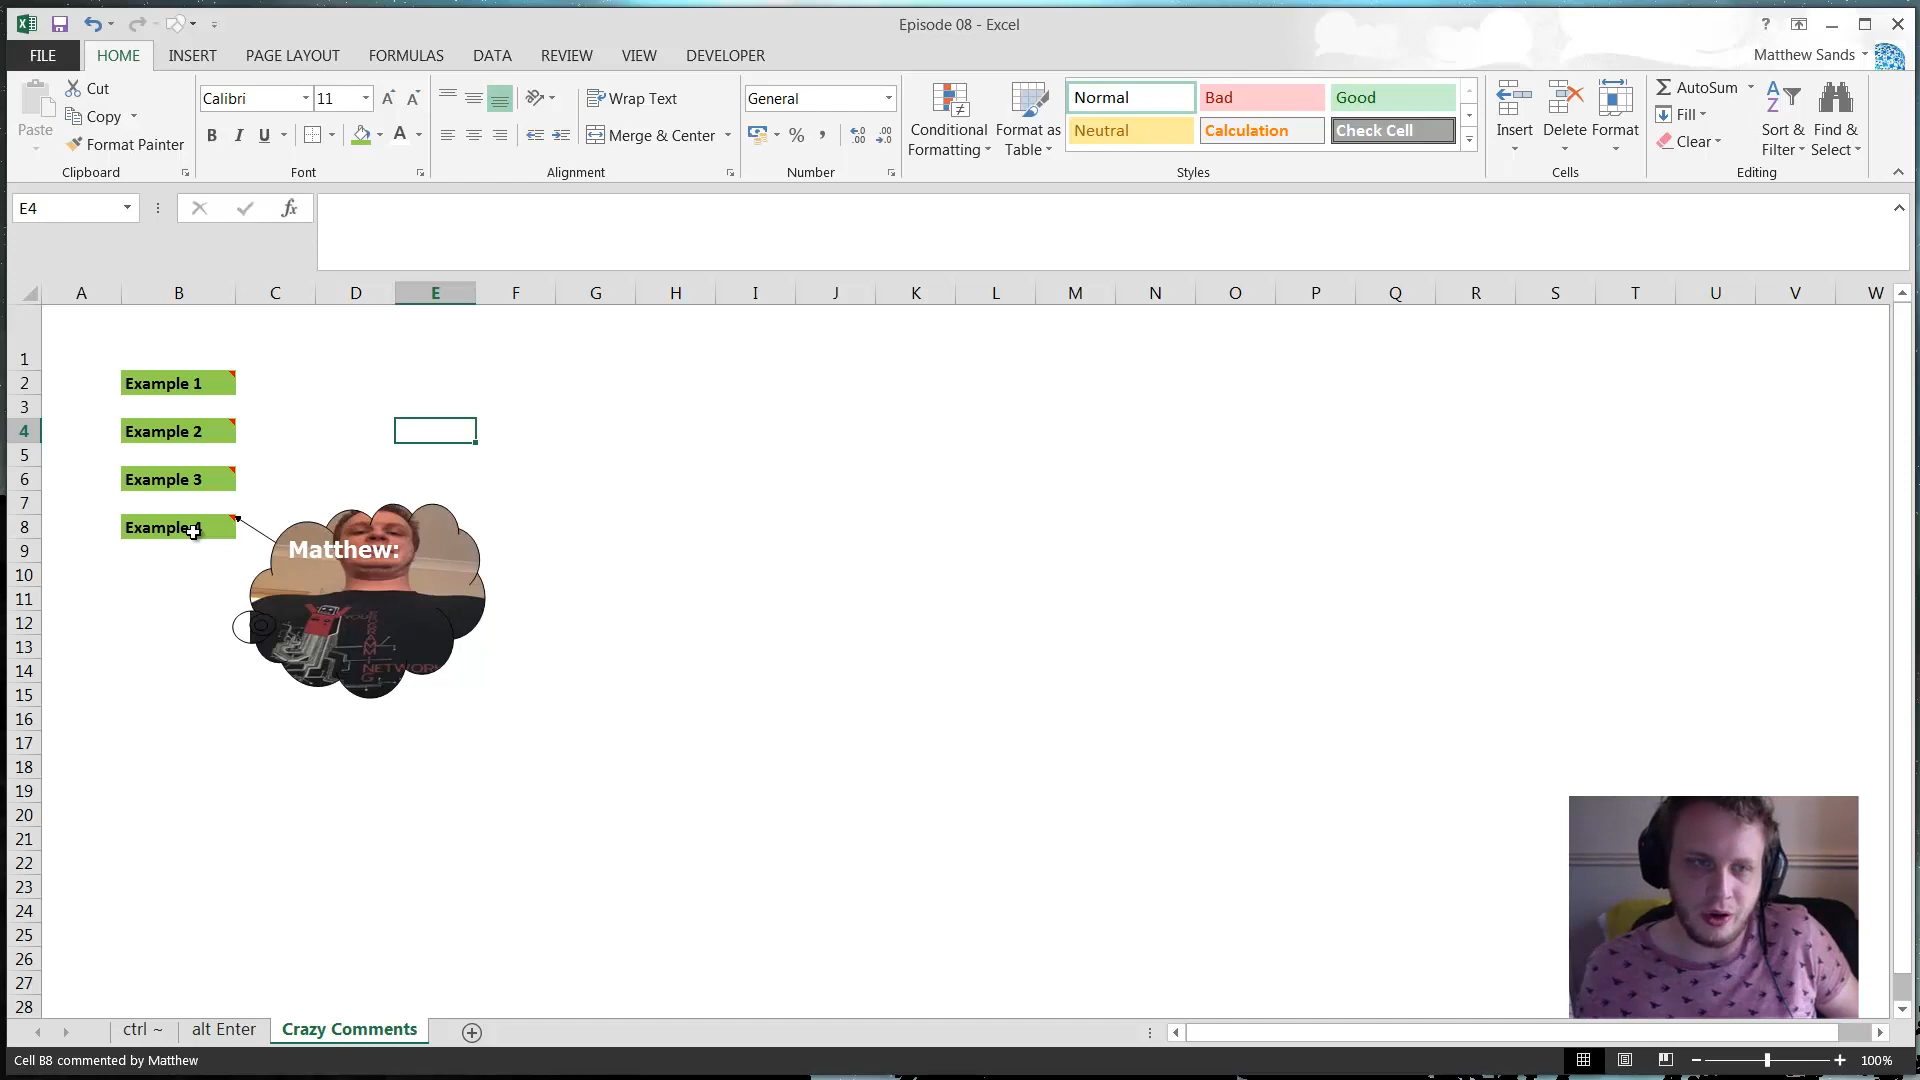 Episode 08 - Excel
FILE HOME INSERT PAGE LAYOUT FORMULAS DATA REVIEW VIEW DEVELOPER Matthew Sands
Paste
Cut
Copy
Format Painter
Clipboard
Calibri 11
B I U
Font
Wrap Text
Merge & Center
Alignment
General
%
Number
Conditional Formatting
Format as Table
Normal Bad Good
Neutral Calculation Check Cell
Styles
Insert Delete Format
Cells
AutoSum
Fill
Clear
Sort & Filter
Find & Select
Editing
E4
fx
A B C D E F G H I J K L M N O P Q R S T U V W
1
2 Example 1
3
4 Example 2
5
6 Example 3
7
8 Example 4
Matthew:
9
10
11
12
13
14
NETWORK
15
16
17
18
19
20
21
22
23
24
25
26
27
28
ctrl ~ alt Enter Crazy Comments
Cell B8 commented by Matthew 100%